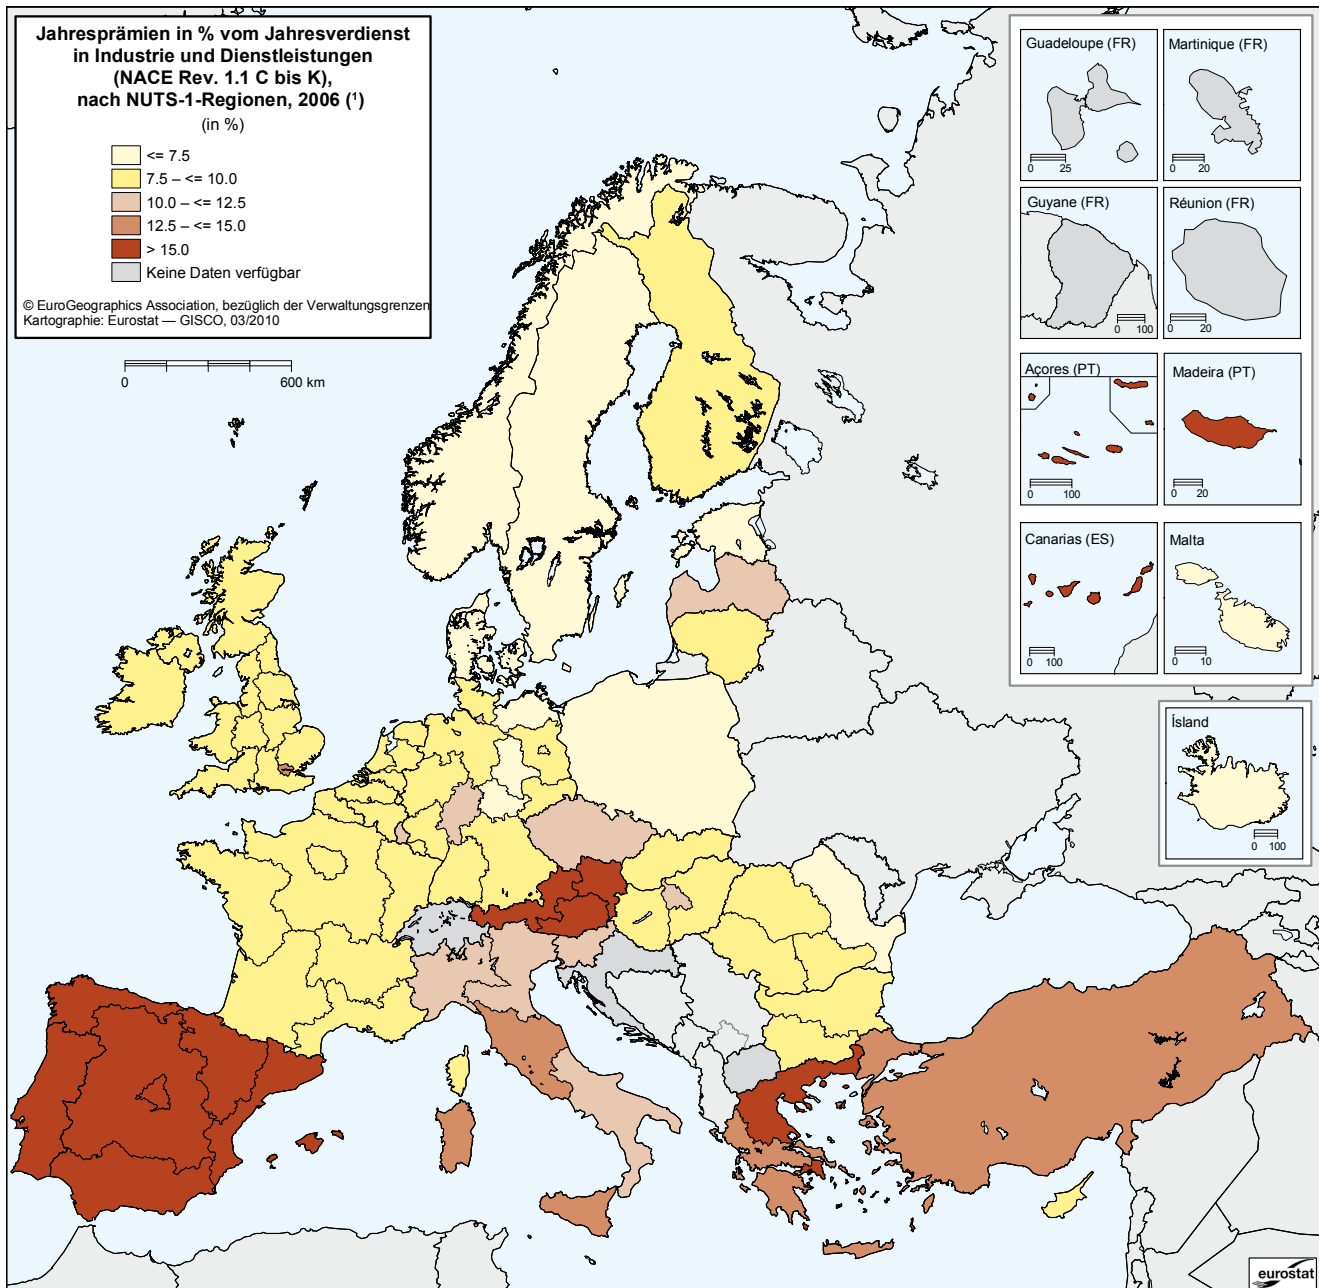 Jahresprämien in % vom Jahresverdienst
in Industrie und Dienstleistungen
(NACE Rev. 1.1 C bis K),
nach NUTS-1-Regionen, 2006 (¹)
(in %)
<= 7.5
7.5 – <= 10.0
10.0 – <= 12.5
12.5 – <= 15.0
> 15.0
Keine Daten verfügbar
© EuroGeographics Association, bezüglich der Verwaltungsgrenzen
Kartographie: Eurostat — GISCO, 03/2010
0 600 km
Guadeloupe (FR)
0 25
Martinique (FR)
0 20
Guyane (FR)
0 100
Réunion (FR)
0 20
Açores (PT)
0 100
Madeira (PT)
0 20
Canarias (ES)
0 100
Malta
0 10
Ísland
0 100
eurostat